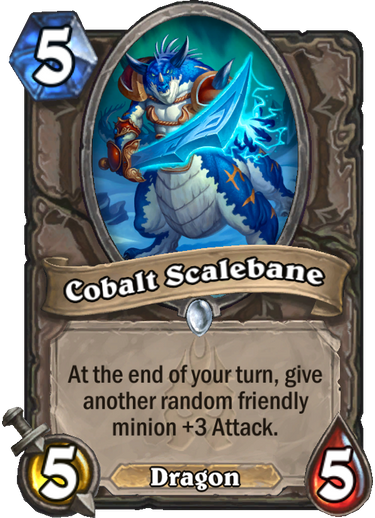 5
Cobalt Scalebane
At the end of your turn, give
another random friendly
minion +3 Attack.
5
Dragon
5